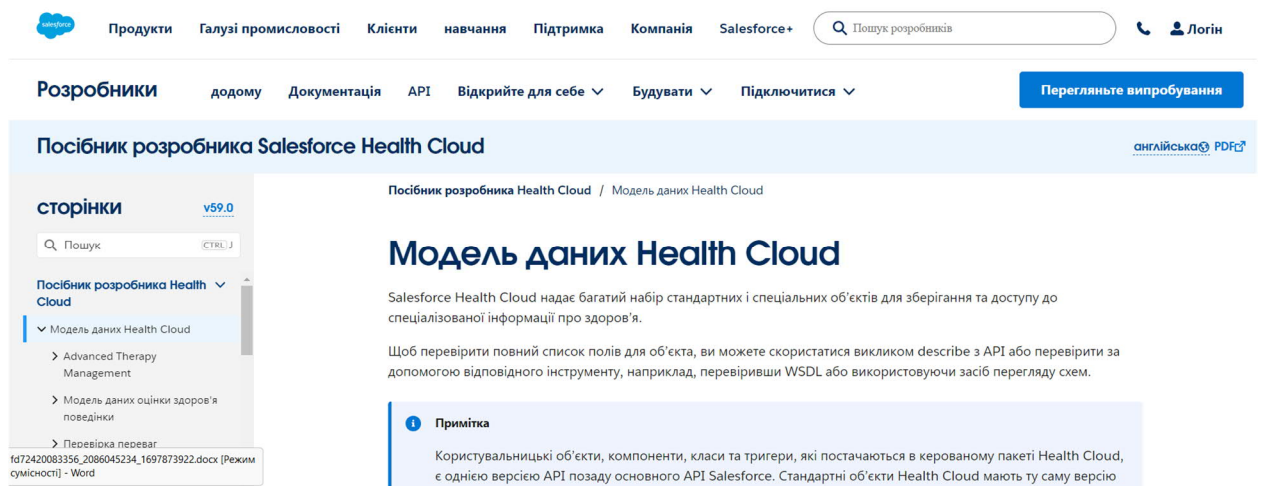 salesforce
Продукти Галузі промисловості Клієнти навчання Підтримка Компанія Salesforce+ Пошук розробників Логін
Розробники додому Документація API Відкрийте для себе Будувати Підключитися Перегляньте випробування
Посібник розробника Salesforce Health Cloud англійська PDF
сторінки v59.0
Пошук CTRL J
Посібник розробника Health Cloud
Модель даних Health Cloud
Advanced Therapy
Management
Модель даних оцінки здоров'я
поведінки
Перевірка переваг
fd72420083356_2086045234_1697873922.docx [Режим
сумісності] - Word
Посібник розробника Health Cloud / Модель даних Health Cloud
Модель даних Health Cloud
Salesforce Health Cloud надає багатий набір стандартних і спеціальних об'єктів для зберігання та доступу до
спеціалізованої інформації про здоров'я.
Щоб перевірити повний список полів для об'єкта, ви можете скористатися викликом describe з API або перевірити за
допомогою відповідного інструменту, наприклад, перевіривши WSDL або використовуючи засіб перегляду схем.
Примітка
Користувальницькі об'єкти, компоненти, класи та тригери, які постачаються в керованому пакеті Health Cloud,
є однією версією API позаду основного API Salesforce. Стандартні об'єкти Health Cloud мають ту саму версію